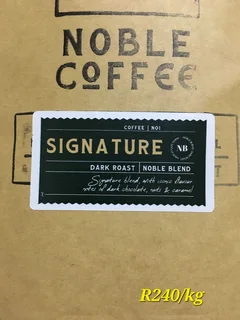 NOBLE
COFFEE
COFFEE | NO1
SIGNATURE
NB
DARK ROAST | NOBLE BLEND
Signature blend, with iconic flavour
notes of dark chocolate, nuts & caramel
R240/kg